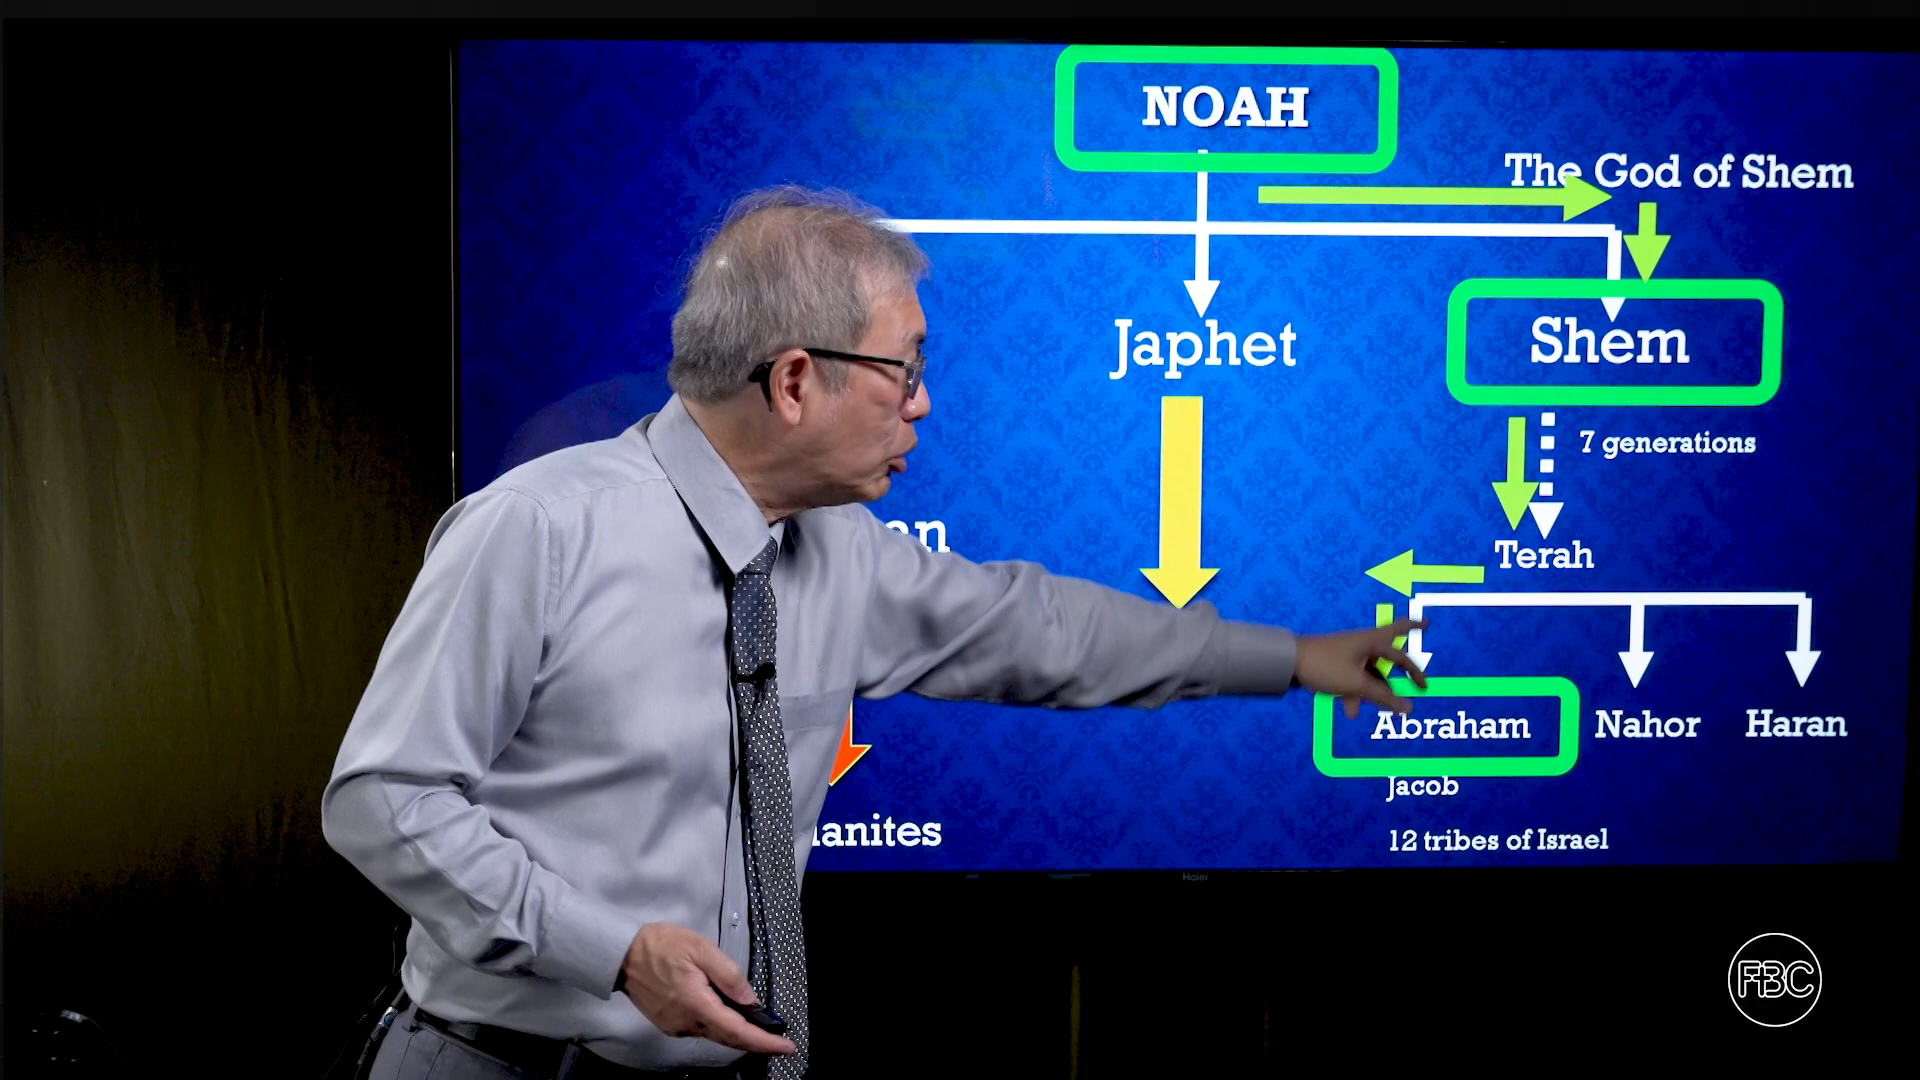 NOAH
The God of Shem
Japhet
Shem
7 generations
Terah
Abraham
Nahor
Haran
Jacob
12 tribes of Israel
Haier
FBC